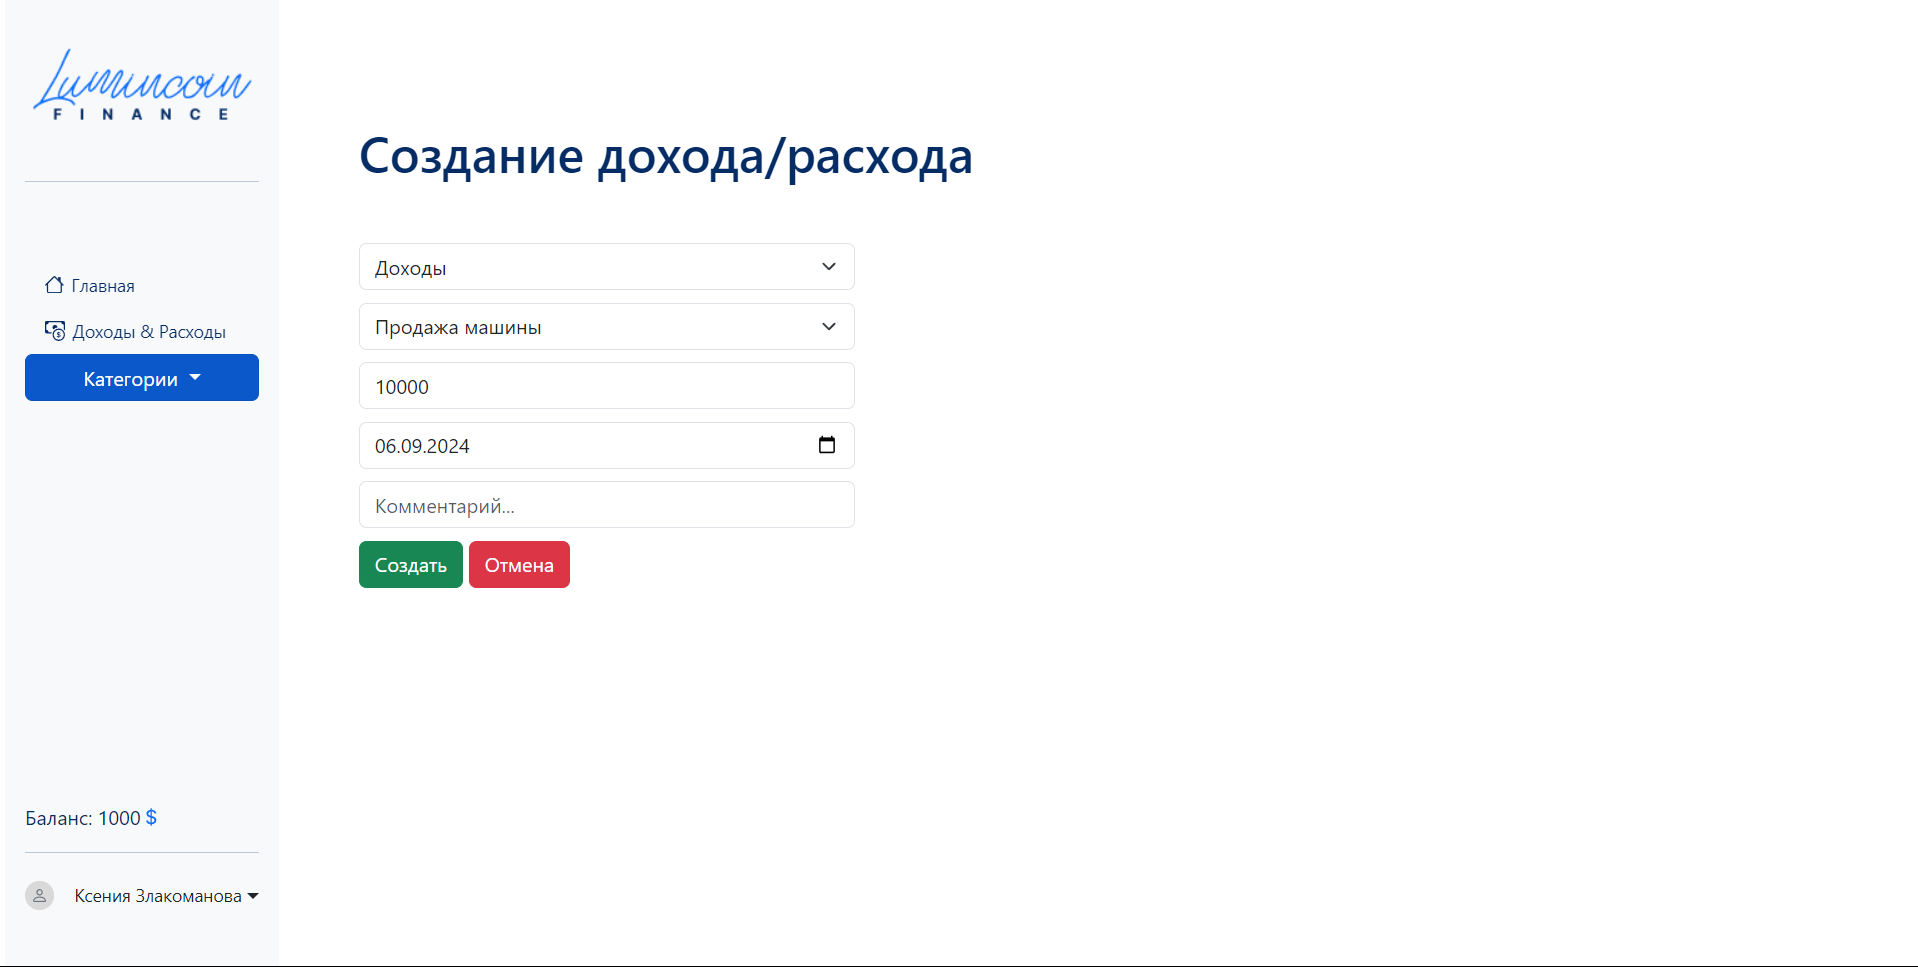 Lumincoin
FINANCE
Главная
Доходы & Расходы
Категории
Баланс: 1000 $
Ксения Злакоманова
Создание дохода/расхода
Доходы
Продажа машины
10000
06.09.2024
Комментарий...
Создать Отмена